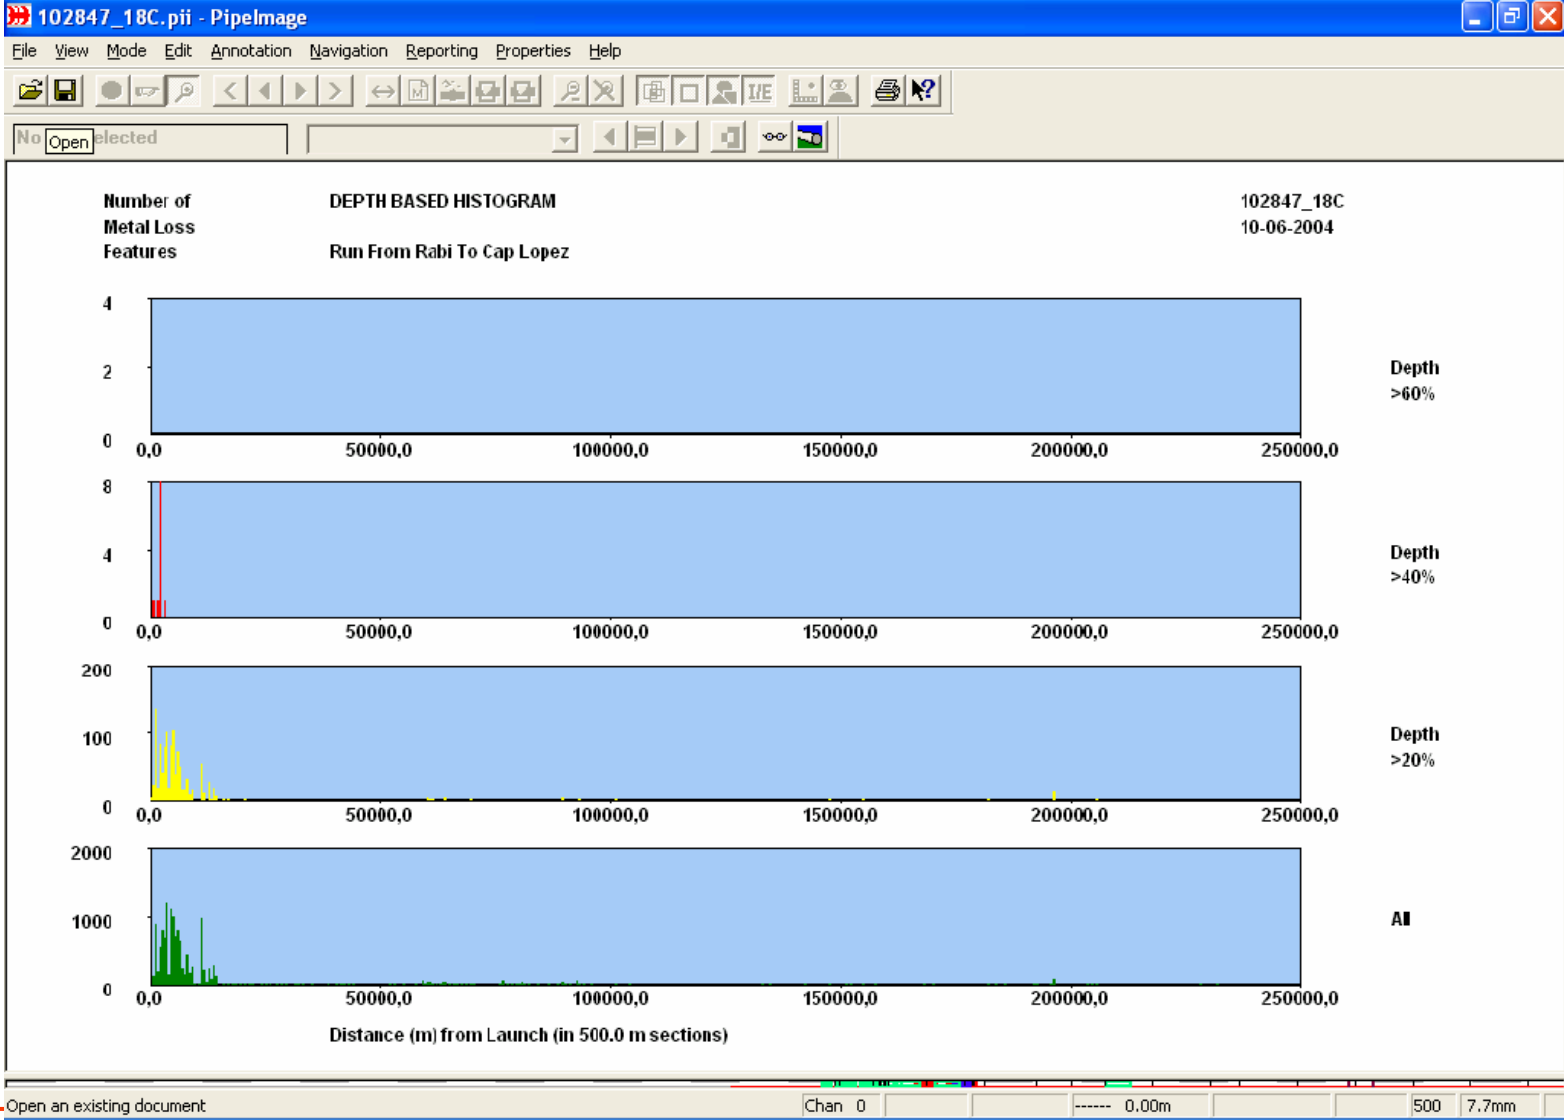 102847_18C.pii - PipeImage
File View Mode Edit Annotation Navigation Reporting Properties Help
M I/E ?
No elected
Open
Number of Metal Loss Features
DEPTH BASED HISTOGRAM
Run From Rabi To Cap Lopez
102847_18C
10-06-2004
4
2
0
0,0 50000,0 100000,0 150000,0 200000,0 250000,0
Depth
>60%
8
4
0
0,0 50000,0 100000,0 150000,0 200000,0 250000,0
Depth
>40%
200
100
0
0,0 50000,0 100000,0 150000,0 200000,0 250000,0
Depth
>20%
2000
1000
0
0,0 50000,0 100000,0 150000,0 200000,0 250000,0
All
Distance (m) from Launch (in 500.0 m sections)
Open an existing document Chan 0 ------ 0.00m 500 7.7mm